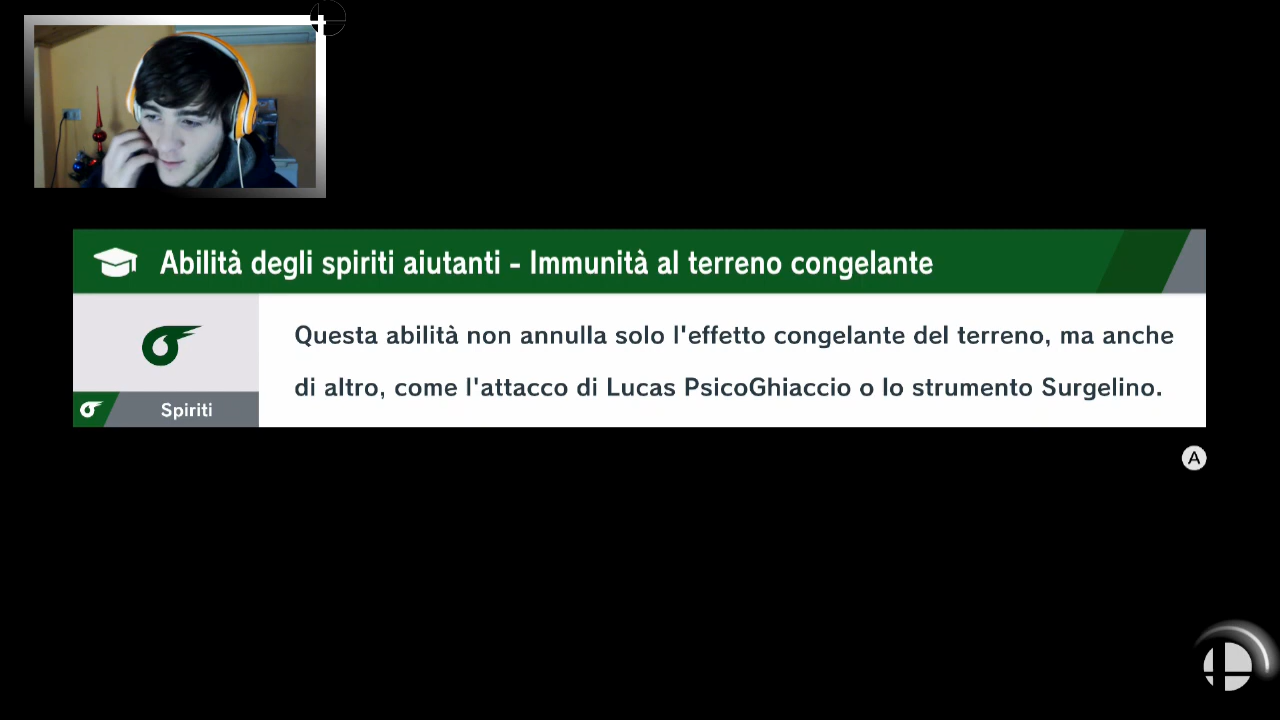 Abilità degli spiriti aiutanti - Immunità al terreno congelante
Questa abilità non annulla solo l'effetto congelante del terreno, ma anche
di altro, come l'attacco di Lucas PsicoGhiaccio o lo strumento Surgelino.
Spiriti
A